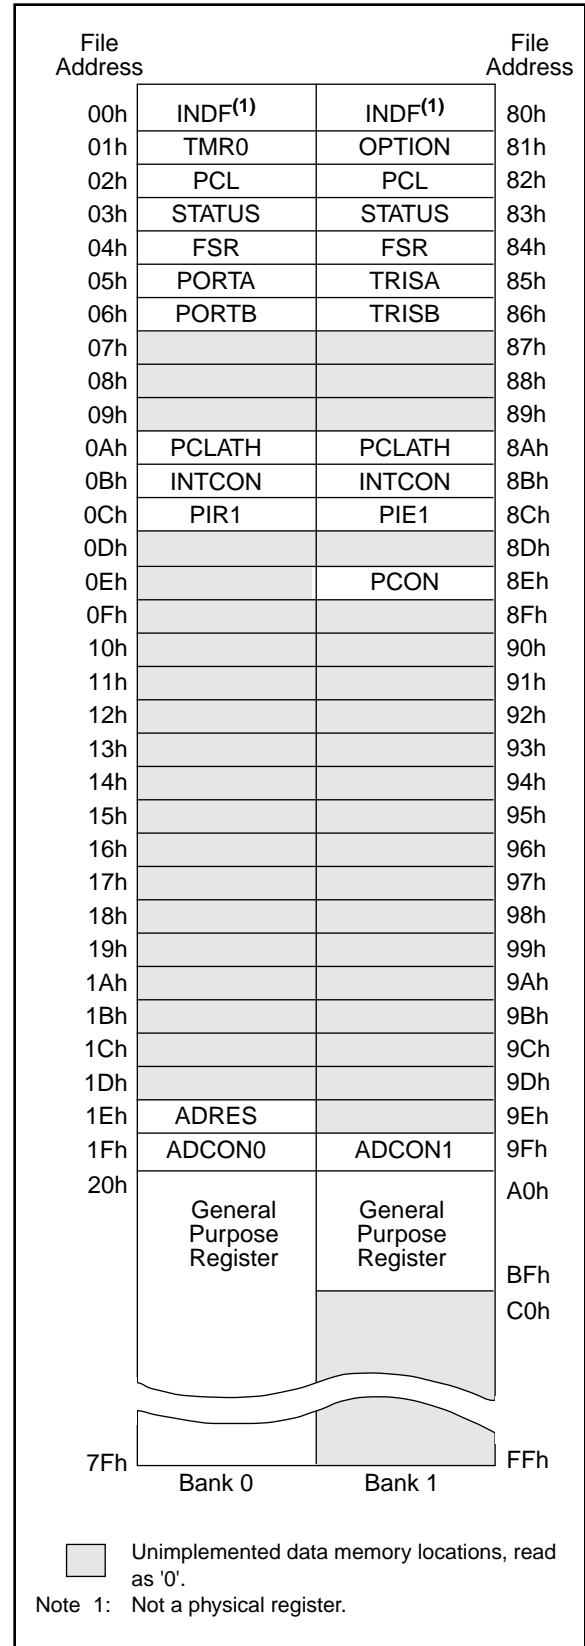 File Address File Address
00h INDF(1) INDF(1) 80h
01h TMR0 OPTION 81h
02h PCL PCL 82h
03h STATUS STATUS 83h
04h FSR FSR 84h
05h PORTA TRISA 85h
06h PORTB TRISB 86h
07h 87h
08h 88h
09h 89h
0Ah PCLATH PCLATH 8Ah
0Bh INTCON INTCON 8Bh
0Ch PIR1 PIE1 8Ch
0Dh 8Dh
0Eh PCON 8Eh
0Fh 8Fh
10h 90h
11h 91h
12h 92h
13h 93h
14h 94h
15h 95h
16h 96h
17h 97h
18h 98h
19h 99h
1Ah 9Ah
1Bh 9Bh
1Ch 9Ch
1Dh 9Dh
1Eh ADRES 9Eh
1Fh ADCON0 ADCON1 9Fh
20h A0h
General General
Purpose Purpose
Register Register
BFh
C0h
7Fh FFh
Bank 0 Bank 1
Unimplemented data memory locations, read
as '0'.
Note 1: Not a physical register.